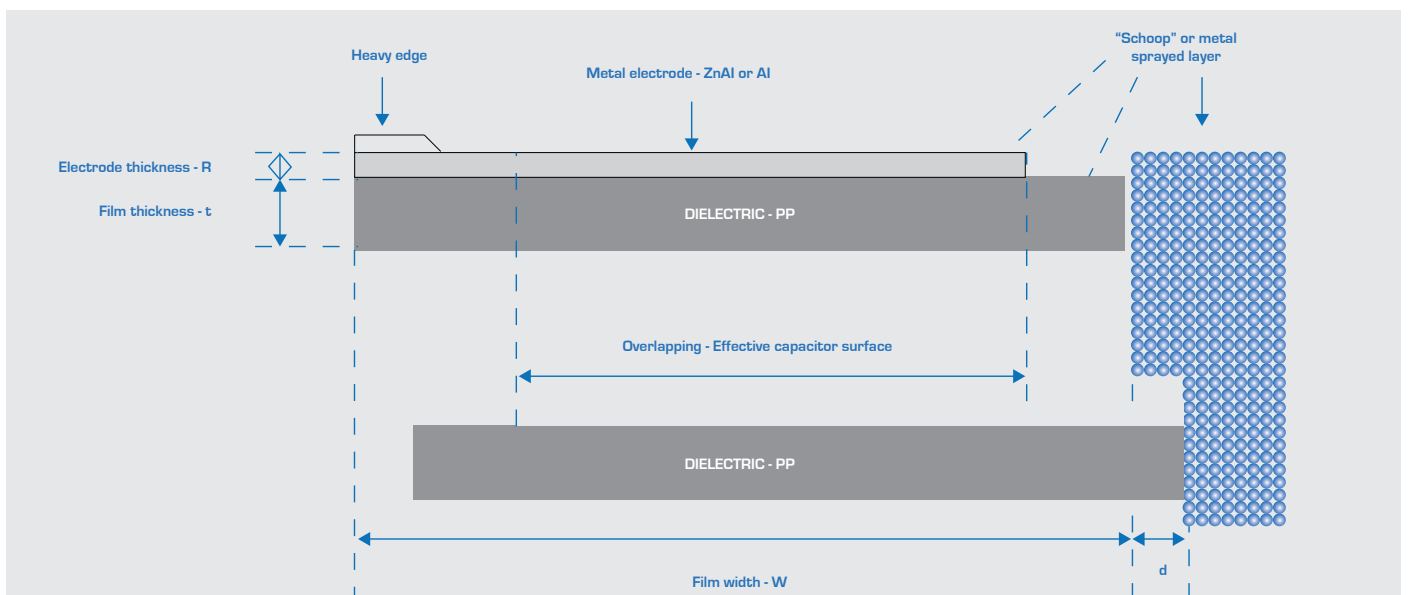 “Schoop” or metal
sprayed layer
Heavy edge
Metal electrode - ZnAl or Al
Electrode thickness - R
Film thickness - t
DIELECTRIC - PP
Overlapping - Effective capacitor surface
DIELECTRIC - PP
d
Film width - W